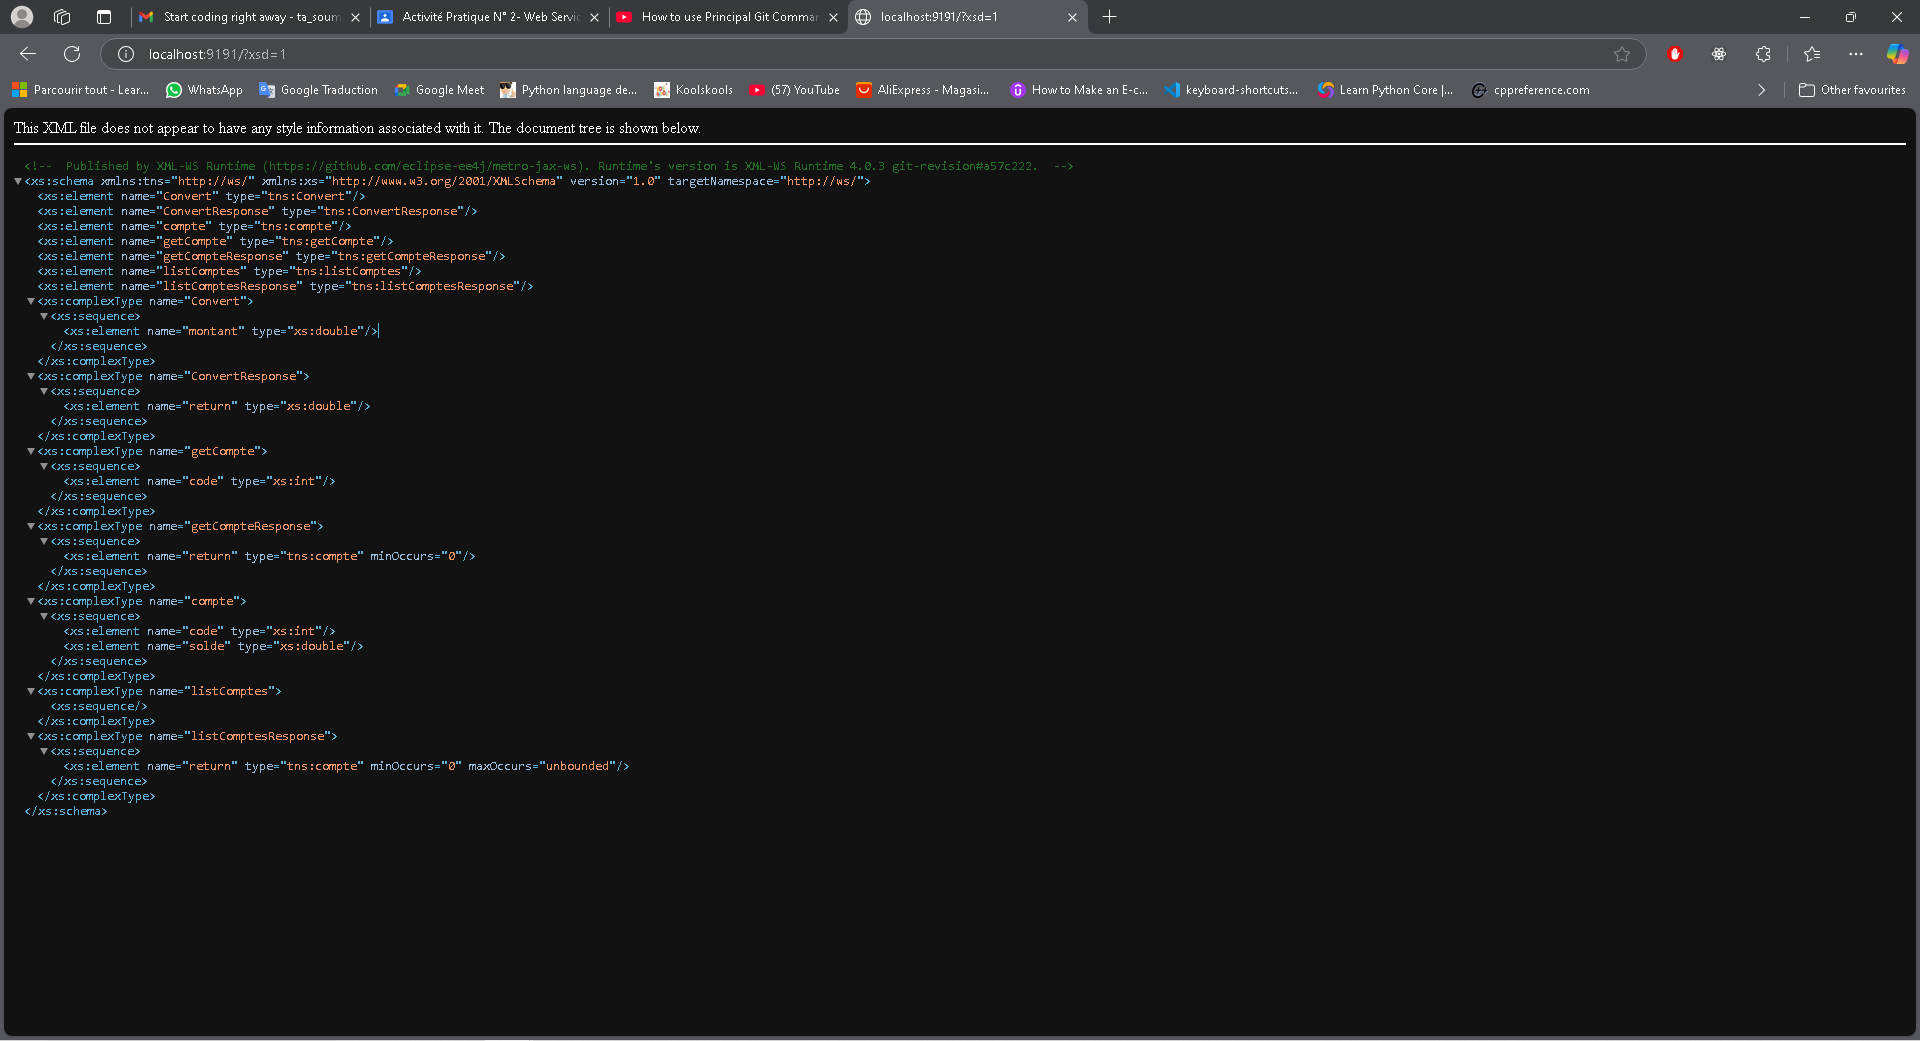 Start coding right away - ta_soum
Activité Pratique N° 2- Web Servic
How to use Principal Git Commar
localhost:9191/?xsd=1
localhost:9191/?xsd=1
Parcourir tout - Lear...
WhatsApp
Google Traduction
Google Meet
Python language de...
Koolskools
(57) YouTube
AliExpress - Magasi...
How to Make an E-c...
keyboard-shortcuts...
Learn Python Core |...
cppreference.com
Other favourites
This XML file does not appear to have any style information associated with it. The document tree is shown below.
<!-- Published by XML-WS Runtime (https://github.com/eclipse-ee4j/metro-jax-ws). Runtime's version is XML-WS Runtime 4.0.3 git-revision#a57c222. -->
<xs:schema xmlns:tns="http://ws/" xmlns:xs="http://www.w3.org/2001/XMLSchema" version="1.0" targetNamespace="http://ws/">
<xs:element name="Convert" type="tns:Convert"/>
<xs:element name="ConvertResponse" type="tns:ConvertResponse"/>
<xs:element name="compte" type="tns:compte"/>
<xs:element name="getCompte" type="tns:getCompte"/>
<xs:element name="getCompteResponse" type="tns:getCompteResponse"/>
<xs:element name="listComptes" type="tns:listComptes"/>
<xs:element name="listComptesResponse" type="tns:listComptesResponse"/>
<xs:complexType name="Convert">
<xs:sequence>
<xs:element name="montant" type="xs:double"/>
</xs:sequence>
</xs:complexType>
<xs:complexType name="ConvertResponse">
<xs:sequence>
<xs:element name="return" type="xs:double"/>
</xs:sequence>
</xs:complexType>
<xs:complexType name="getCompte">
<xs:sequence>
<xs:element name="code" type="xs:int"/>
</xs:sequence>
</xs:complexType>
<xs:complexType name="getCompteResponse">
<xs:sequence>
<xs:element name="return" type="tns:compte" minOccurs="0"/>
</xs:sequence>
</xs:complexType>
<xs:complexType name="compte">
<xs:sequence>
<xs:element name="code" type="xs:int"/>
<xs:element name="solde" type="xs:double"/>
</xs:sequence>
</xs:complexType>
<xs:complexType name="listComptes">
<xs:sequence/>
</xs:complexType>
<xs:complexType name="listComptesResponse">
<xs:sequence>
<xs:element name="return" type="tns:compte" minOccurs="0" maxOccurs="unbounded"/>
</xs:sequence>
</xs:complexType>
</xs:schema>